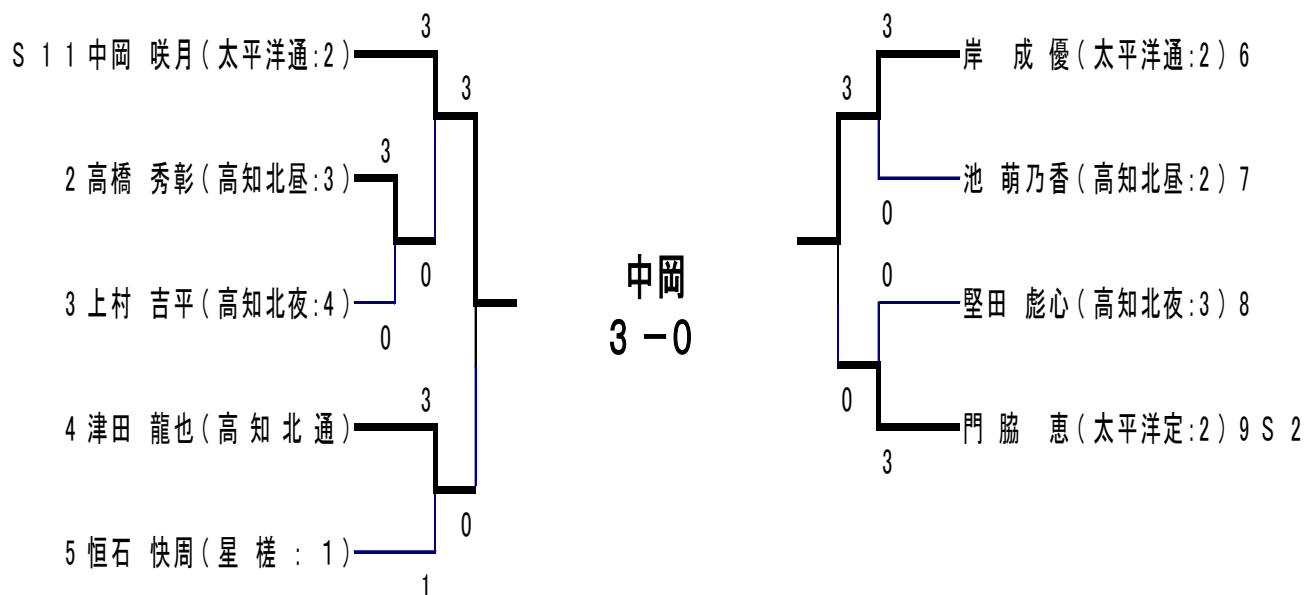 3
S 1 1 中岡 咲月(太平洋通:2)
3
3
2 高橋 秀彰(高知北昼:3)
0
3 上村 吉平(高知北夜:4)
0
3
4 津田 龍也(高知北通)
0
5 恒石 快周(星 槎 : 1)
1
中岡
3 −0
3
岸 成 優(太平洋通:2) 6
3
池 萌乃香(高知北昼:2) 7
0
0
堅田 彪心(高知北夜:3) 8
0
門 脇 恵(太平洋定:2) 9 S 2
3